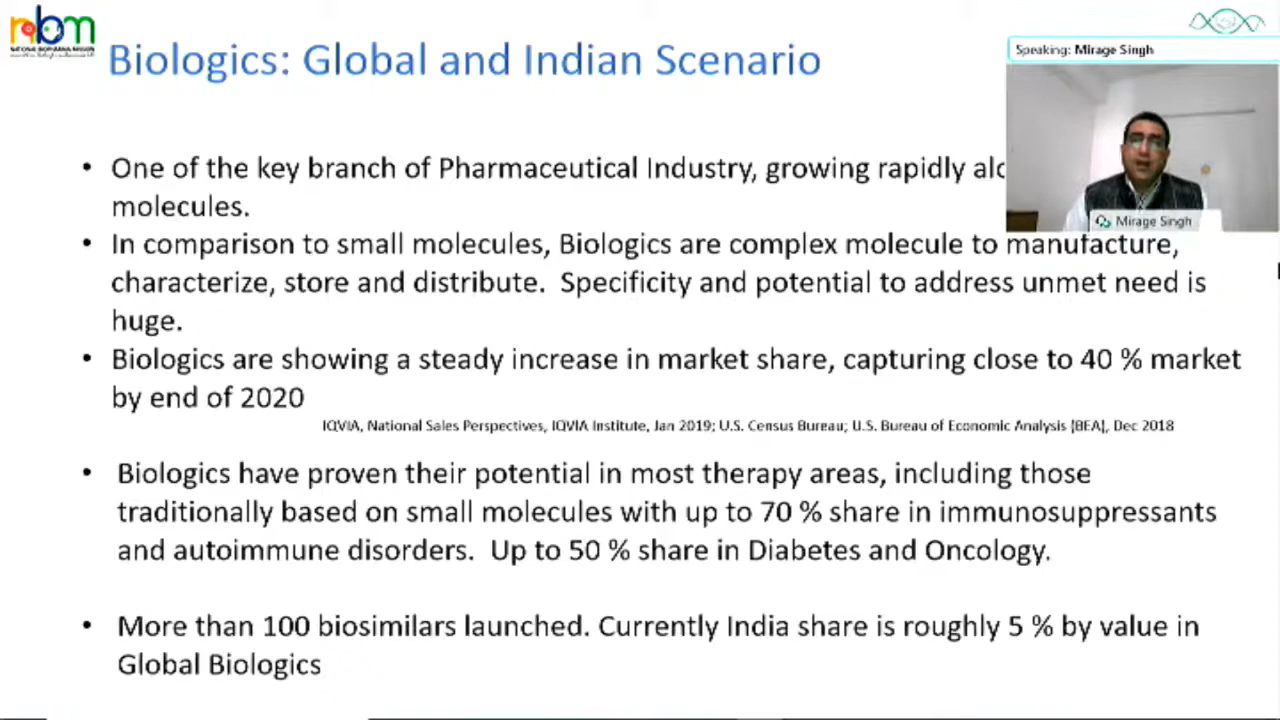 nbm
NATIONAL BIOPHARMA MISSION
Biologics: Global and Indian Scenario
Speaking: Mirage Singh
Mirage Singh
• One of the key branch of Pharmaceutical Industry, growing rapidly
molecules.
• In comparison to small molecules, Biologics are complex molecule to manufacture,
characterize, store and distribute. Specificity and potential to address unmet need is
huge.
• Biologics are showing a steady increase in market share, capturing close to 40 % market
by end of 2020
IQVIA, National Sales Perspectives, IQVIA Institute, Jan 2019; U.S. Census Bureau; U.S. Bureau of Economic Analysis (BEA), Dec 2018
• Biologics have proven their potential in most therapy areas, including those
traditionally based on small molecules with up to 70 % share in immunosuppressants
and autoimmune disorders. Up to 50 % share in Diabetes and Oncology.
• More than 100 biosimilars launched. Currently India share is roughly 5 % by value in
Global Biologics